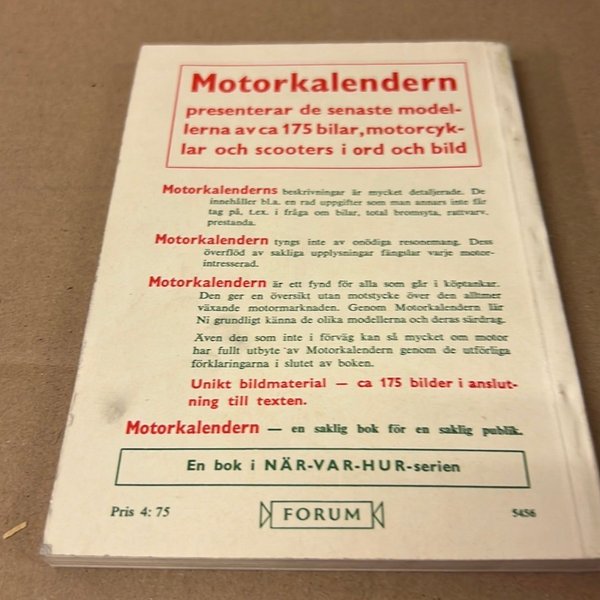 Motorkalendern
presenterar de senaste model-
lerna av ca 175 bilar, motorcyk-
lar och scooters i ord och bild
Motorkalenderns beskrivningar är mycket detaljerade. De
innehåller bl.a. en rad uppgifter som man annars inte får
tag på, t.ex. i fråga om bilar, total bromsyta, rattvarv,
prestanda.
Motorkalendern tyngs inte av onödiga resonemang. Dess
överflöd av sakliga upplysningar fängslar varje motor-
intresserad.
Motorkalendern är ett fynd för alla som går i köptankar.
Den ger en översikt utan motstycke över den alltmer
växande motormarknaden. Genom Motorkalendern lär
Ni grundligt känna de olika modellerna och deras särdrag.
Även den som inte i förväg kan så mycket om motor
har fullt utbyte av Motorkalendern genom de utförliga
förklaringarna i slutet av boken.
Unikt bildmaterial — ca 175 bilder i anslut-
ning till texten.
Motorkalendern — en saklig bok för en saklig publik.
En bok i NÄR-VAR-HUR-serien
Pris 4: 75
FORUM
5456